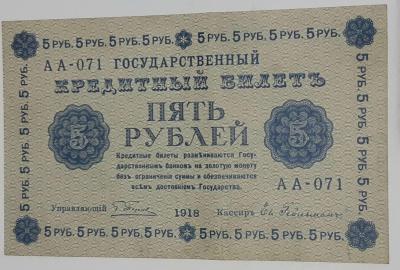 5 РУБ. 5 РУБ. 5 РУБ. 5 РУБ. 5 РУБ. 5 РУБ. 5 РУБ. 5 РУБ.
АА-071 ГОСУДАРСТВЕННЫЙ
КРЕДИТНЫЙ БИЛЕТЪ
5 ПЯТЬ 5
РУБЛЕЙ
Кредитные билеты размѣниваются Госу-
дарственнымъ банкомъ на золотую монету
безъ ограниченія суммы и обезпечиваются
всѣмъ достояніемъ Государства.
АА-071
Управляющій 1918 Кассиръ
5 РУБ. 5 РУБ. 5 РУБ. 5 РУБ. 5 РУБ. 5 РУБ. 5 РУБ. 5 РУБ.